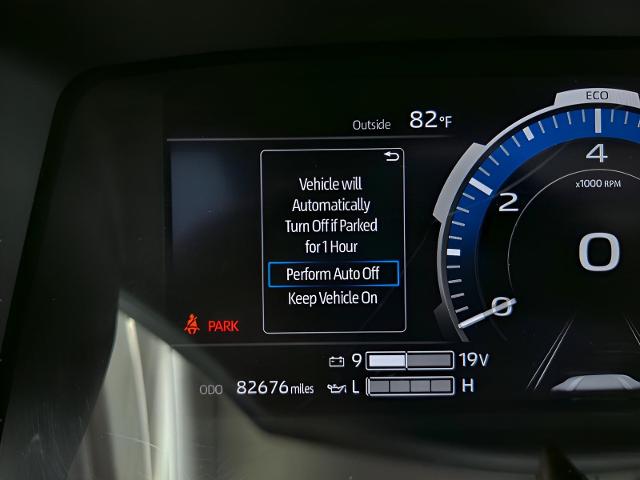 Outside 82°F
ECO
Vehicle will
Automatically
Turn Off if Parked
for 1 Hour
Perform Auto Off
Keep Vehicle On
4
x1000 RPM
2
0
0
PARK
9 19V
ODO 82676 miles
L H